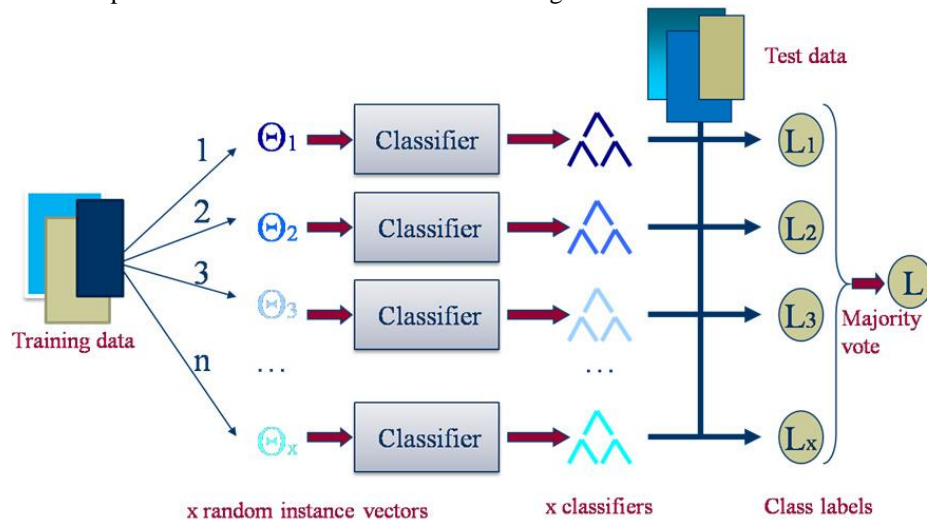 Test data
1 Θ1 Classifier L1
2 Θ2 Classifier L2
3 Θ3 Classifier L3 L
Training data
Majority
vote
n ... ...
Θx Classifier Lx
x random instance vectors x classifiers Class labels